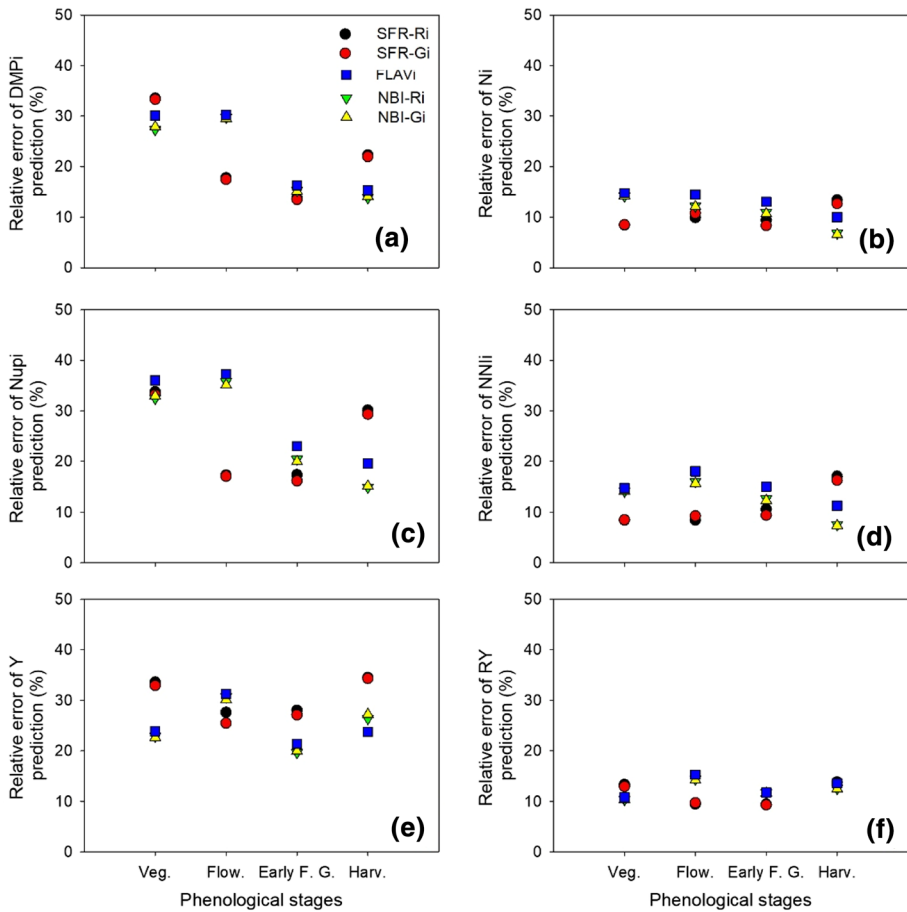 50
40
30
20
10
0
Relative error of DMPi
prediction (%)
SFR-Ri
SFR-Gi
FLAVi
NBI-Ri
NBI-Gi
(a)
50
40
30
20
10
0
Relative error of Ni
prediction (%)
(b)
50
40
30
20
10
0
Relative error of Nupi
prediction (%)
(c)
50
40
30
20
10
0
Relative error of NNIi
prediction (%)
(d)
50
40
30
20
10
0
Relative error of Y
prediction (%)
(e)
Veg. Flow. Early F. G. Harv.
Phenological stages
50
40
30
20
10
0
Relative error of RY
prediction (%)
(f)
Veg. Flow. Early F. G. Harv.
Phenological stages